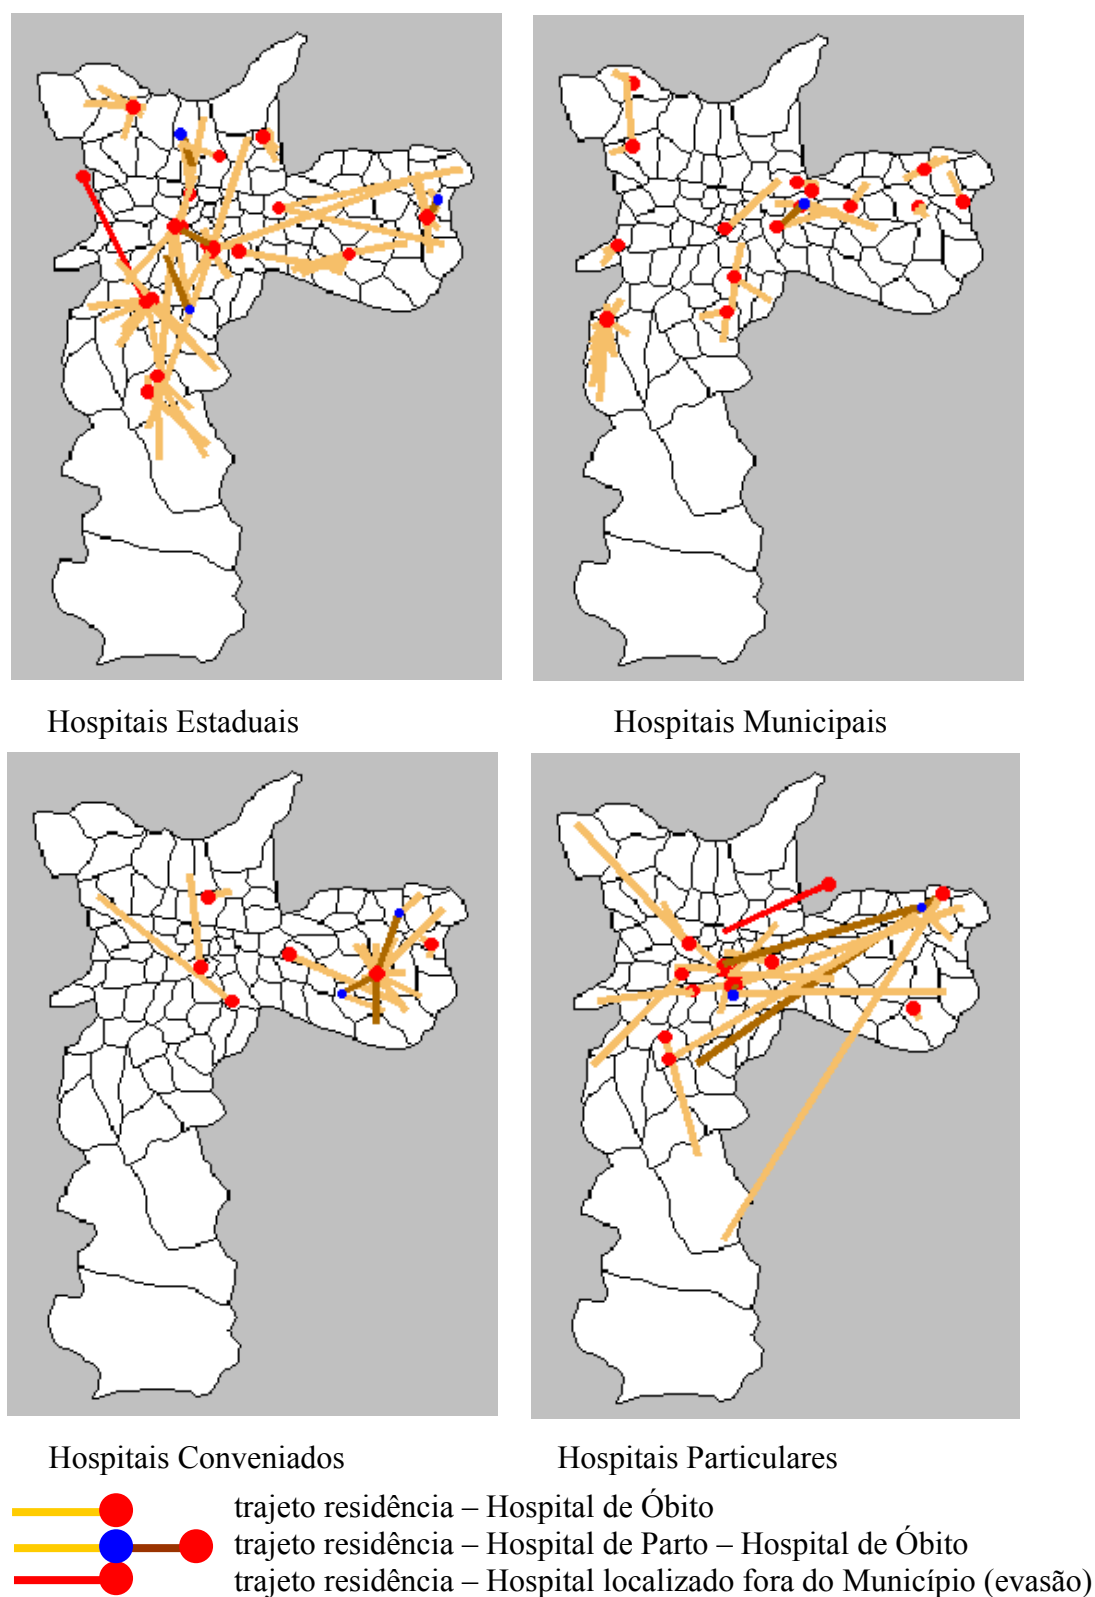 Hospitais Estaduais
Hospitais Municipais
Hospitais Conveniados
Hospitais Particulares
trajeto residência – Hospital de Óbito
trajeto residência – Hospital de Parto – Hospital de Óbito
trajeto residência – Hospital localizado fora do Município (evasão)